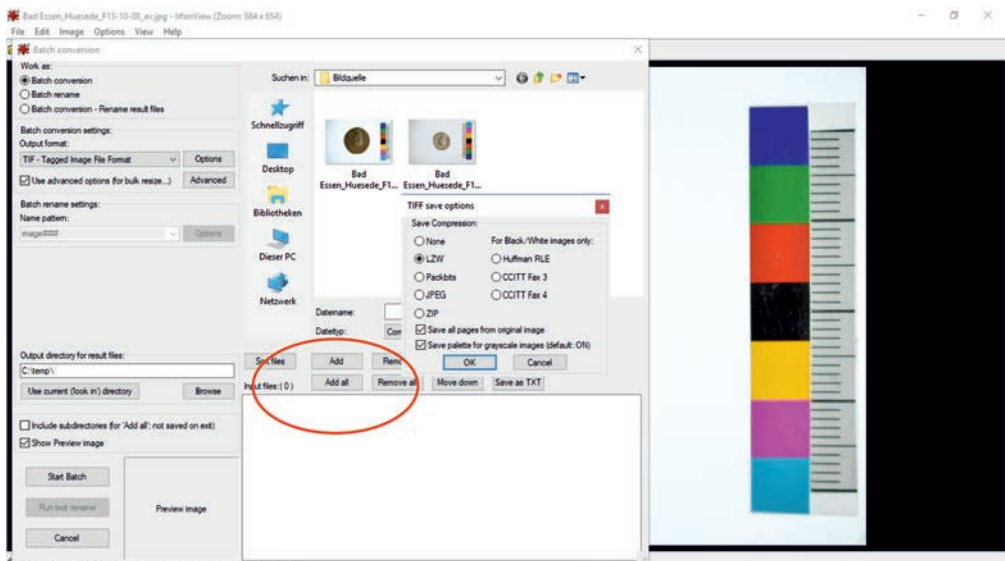 Bad Essen_Huesede_F13-10-08_av.jpg - IrfanView (Zoom: 984 x 654)
File Edit Image Options View Help
Batch conversion
Work as:
Batch conversion
Batch rename
Batch conversion - Rename result files
Batch conversion settings:
Output format:
TIF - Tagged Image File Format
Options
Use advanced options (for bulk resize...)
Advanced
Batch rename settings:
Name pattern:
image###
Options
Output directory for result files:
C:\temp\
Use current ('look in') directory
Browse
Include subdirectories (for 'Add all'; not saved on exit)
Show Preview image
Start Batch
Run test rename
Cancel
Preview image
Suchen in:
Bildquelle
Schnellzugriff
Desktop
Bibliotheken
Dieser PC
Netzwerk
Bad
Essen_Huesede_F1...
Bad
Essen_Huesede_F1...
Dateiname:
Dateityp:
Com
TIFF save options
Save Compression:
None
LZW
Packbits
JPEG
ZIP
For Black/White images only:
Huffman RLE
CCITT Fax 3
CCITT Fax 4
Save all pages from original image
Save palette for grayscale images (default: ON)
OK
Cancel
Sort files
Add
Input files: ( 0 )
Add all
Remove all
Move down
Save as TXT